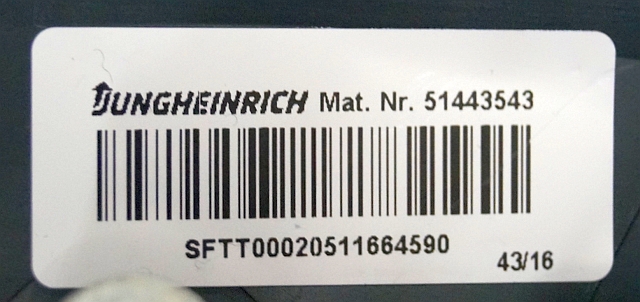 JUNGHEINRICH Mat. Nr. 51443543
SFTT00020511664590
43/16